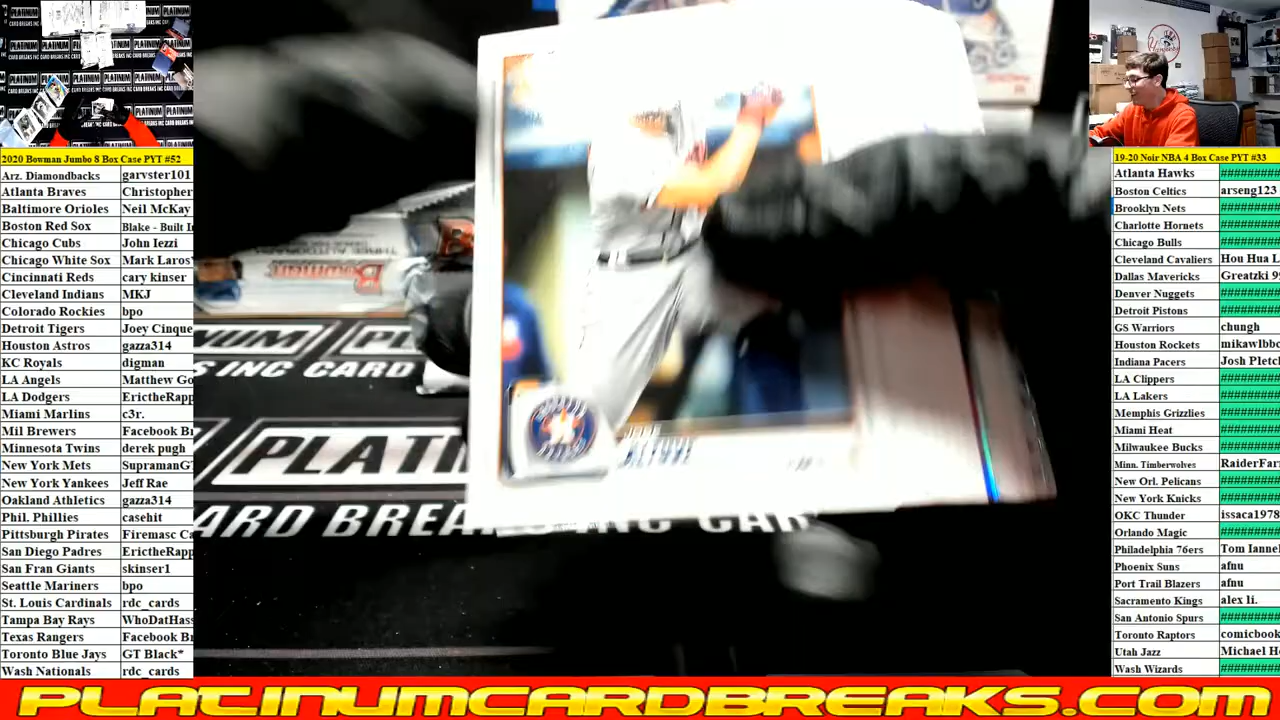 2020 Bowman Jumbo 8 Box Case PYT #52
Arz. Diamondbacks garvster101
Atlanta Braves Christopher
Baltimore Orioles Neil McKay
Boston Red Sox Blake - Built I
Chicago Cubs John Iezzi
Chicago White Sox Mark Laros
Cincinnati Reds cary kinser
Cleveland Indians MKJ
Colorado Rockies bpo
Detroit Tigers Joey Cinque
Houston Astros gazza314
KC Royals digman
LA Angels Matthew Go
LA Dodgers ErictheRapp
Miami Marlins c3r.
Mil Brewers Facebook Br
Minnesota Twins derek pugh
New York Mets SupramanG
New York Yankees Jeff Rae
Oakland Athletics gazza314
Phil. Phillies casehit
Pittsburgh Pirates Firemasc Ca
San Diego Padres ErictheRapp
San Fran Giants skinser1
Seattle Mariners bpo
St. Louis Cardinals rdc_cards
Tampa Bay Rays WhoDatHas
Texas Rangers Facebook Br
Toronto Blue Jays GT Black*
Wash Nationals rdc_cards
Bowman
PLATI
S INC CARD
CARD BREA INC CAR
19-20 Noir NBA 4 Box Case PYT #33
Atlanta Hawks ########
Boston Celtics arseng123
Brooklyn Nets ########
Charlotte Hornets ########
Chicago Bulls ########
Cleveland Cavaliers Hou Hua L
Dallas Mavericks Greatzki 9
Denver Nuggets ########
Detroit Pistons ########
GS Warriors chungh
Houston Rockets mikawlbbc
Indiana Pacers Josh Pletc
LA Clippers ########
LA Lakers ########
Memphis Grizzlies ########
Miami Heat ########
Milwaukee Bucks ########
Minn. Timberwolves RaiderFar
New Orl. Pelicans ########
New York Knicks ########
OKC Thunder issaca1978
Orlando Magic ########
Philadelphia 76ers Tom Ianne
Phoenix Suns afnu
Port Trail Blazers afnu
Sacramento Kings alex li.
San Antonio Spurs ########
Toronto Raptors comicbook
Utah Jazz Michael H
Wash Wizards ########
PLATINUMCARDBREAKS.COM